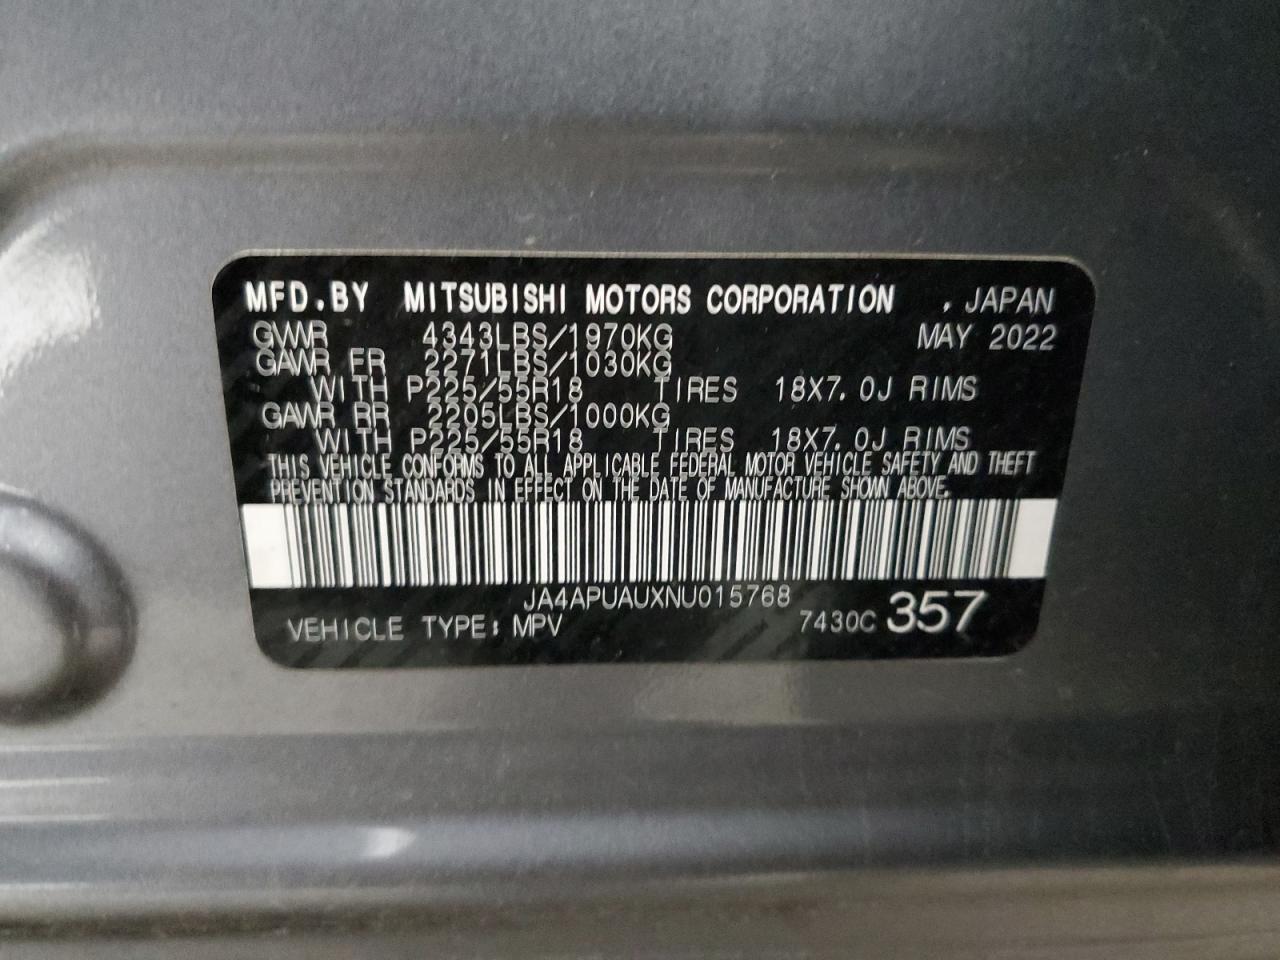 MFD.BY MITSUBISHI MOTORS CORPORATION , JAPAN
GVWR 4343LBS/1970KG MAY 2022
GAWR FR 2271LBS/1030KG
WITH P225/55R18 TIRES 18X7.0J RIMS
GAWR RR 2205LBS/1000KG
WITH P225/55R18 TIRES 18X7.0J RIMS
THIS VEHICLE CONFORMS TO ALL APPLICABLE FEDERAL MOTOR VEHICLE SAFETY AND THEFT
PREVENTION STANDARDS IN EFFECT ON THE DATE OF MANUFACTURE SHOWN ABOVE.
JA4APUAUXNU015768
VEHICLE TYPE: MPV 7430C 357